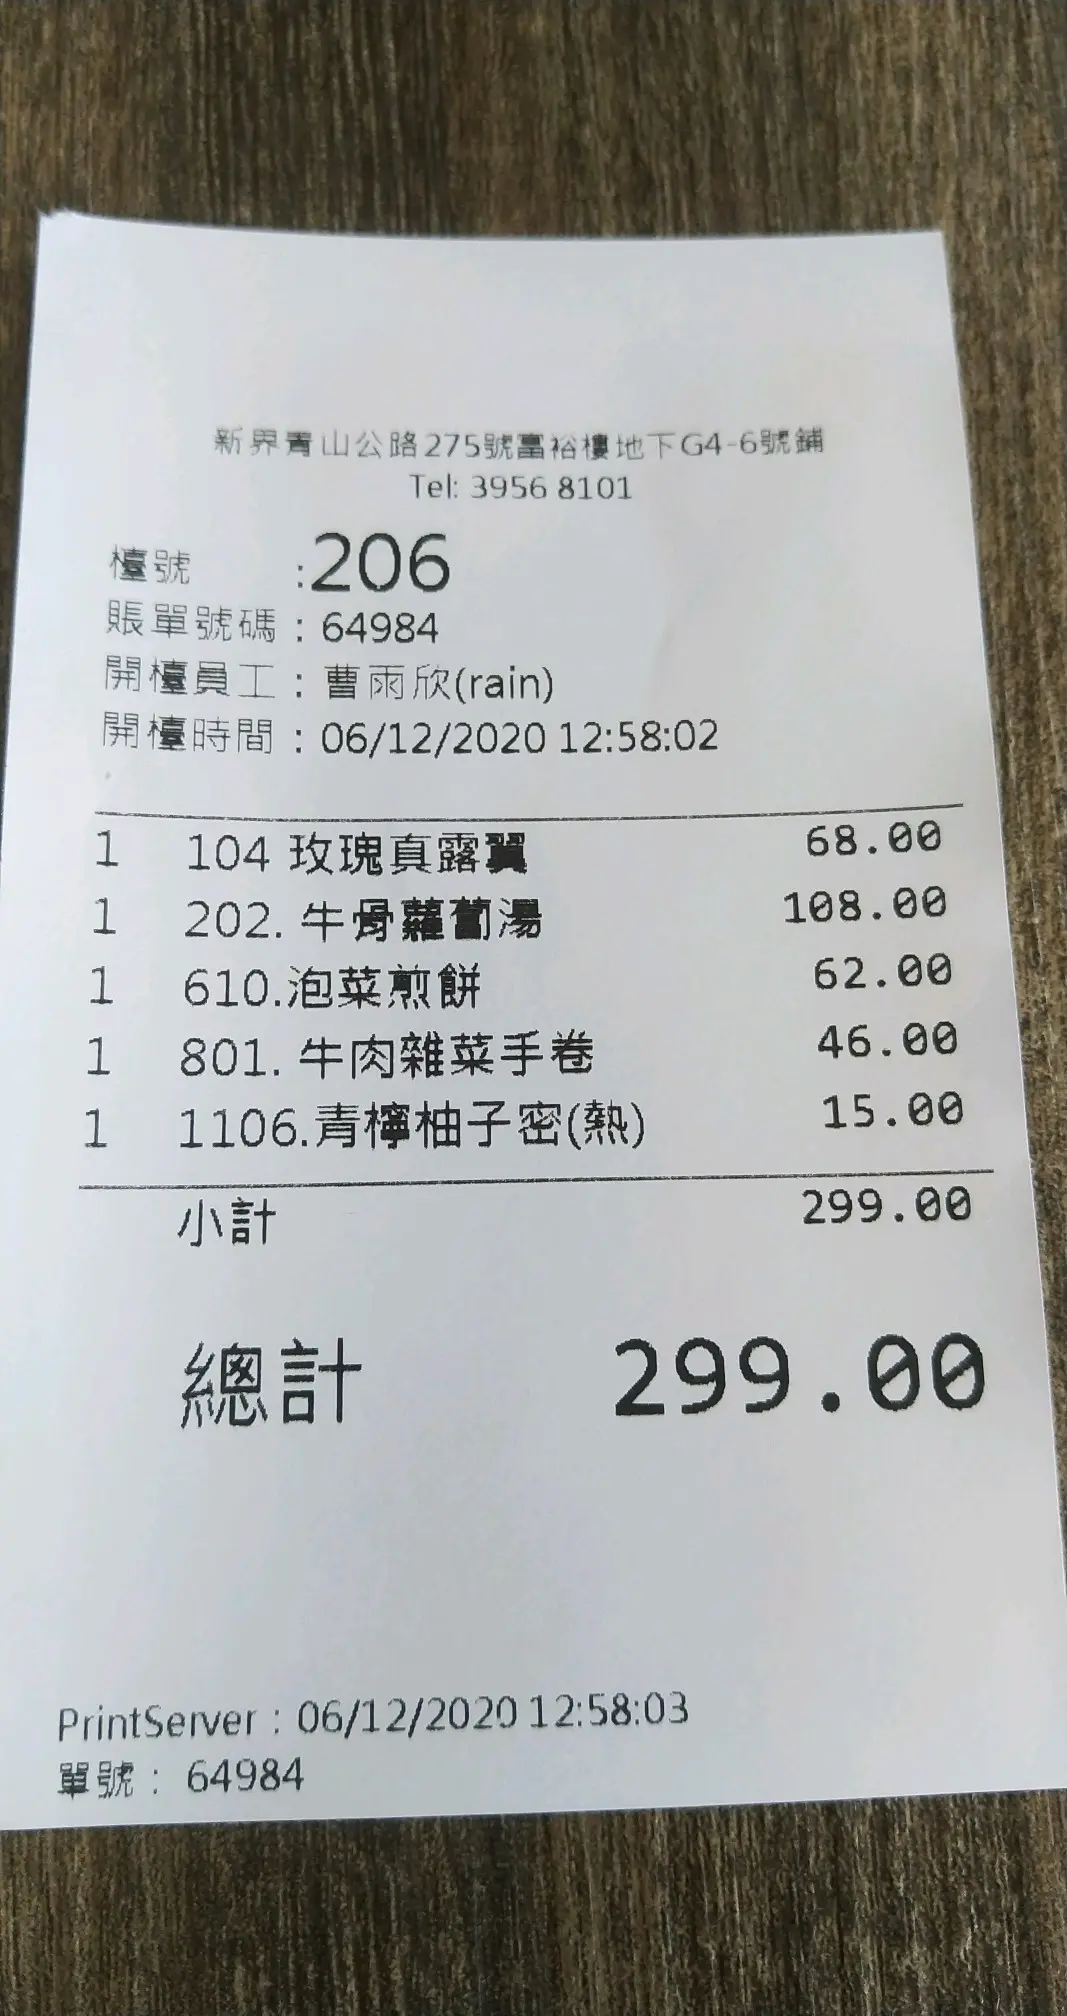 新界青山公路275號富裕樓地下G4-6號鋪
Tel: 3956 8101
檯號 :206
賬單號碼 : 64984
開檯員工 : 曹雨欣(rain)
開檯時間 : 06/12/2020 12:58:02
1 104 玫瑰真露翼 68.00
1 202. 牛骨蘿蔔湯 108.00
1 610.泡菜煎餅 62.00
1 801. 牛肉雜菜手卷 46.00
1 1106.青檸柚子密(熱) 15.00
小計 299.00
總計 299.00
PrintServer : 06/12/2020 12:58:03
單號 : 64984